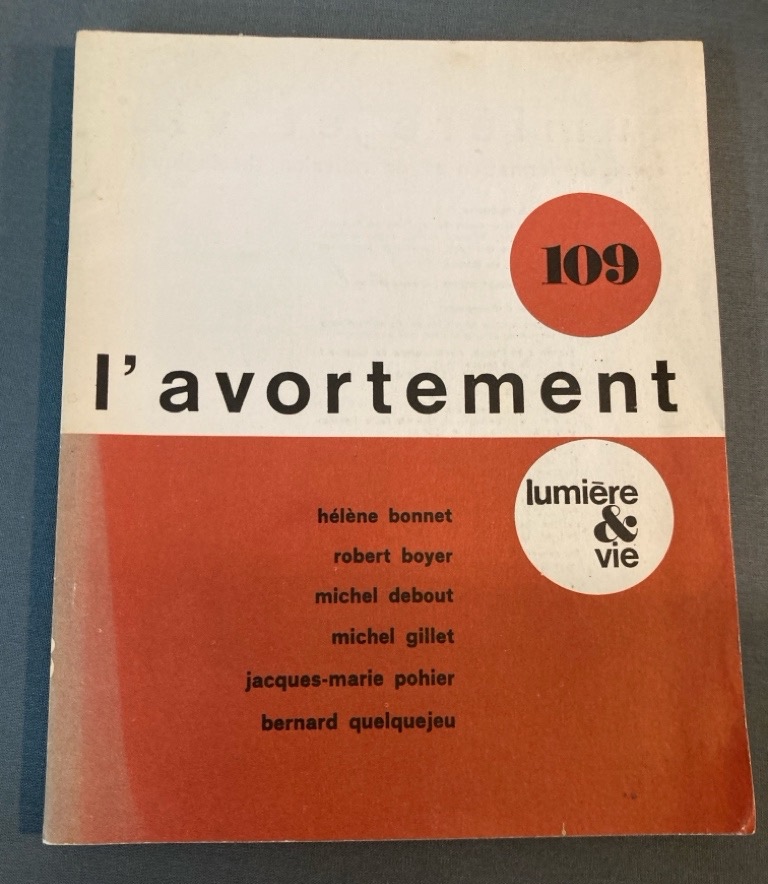 109
l'avortement
lumière
&
vie
hélène bonnet
robert boyer
michel debout
michel gillet
jacques-marie pohier
bernard quelquejeu